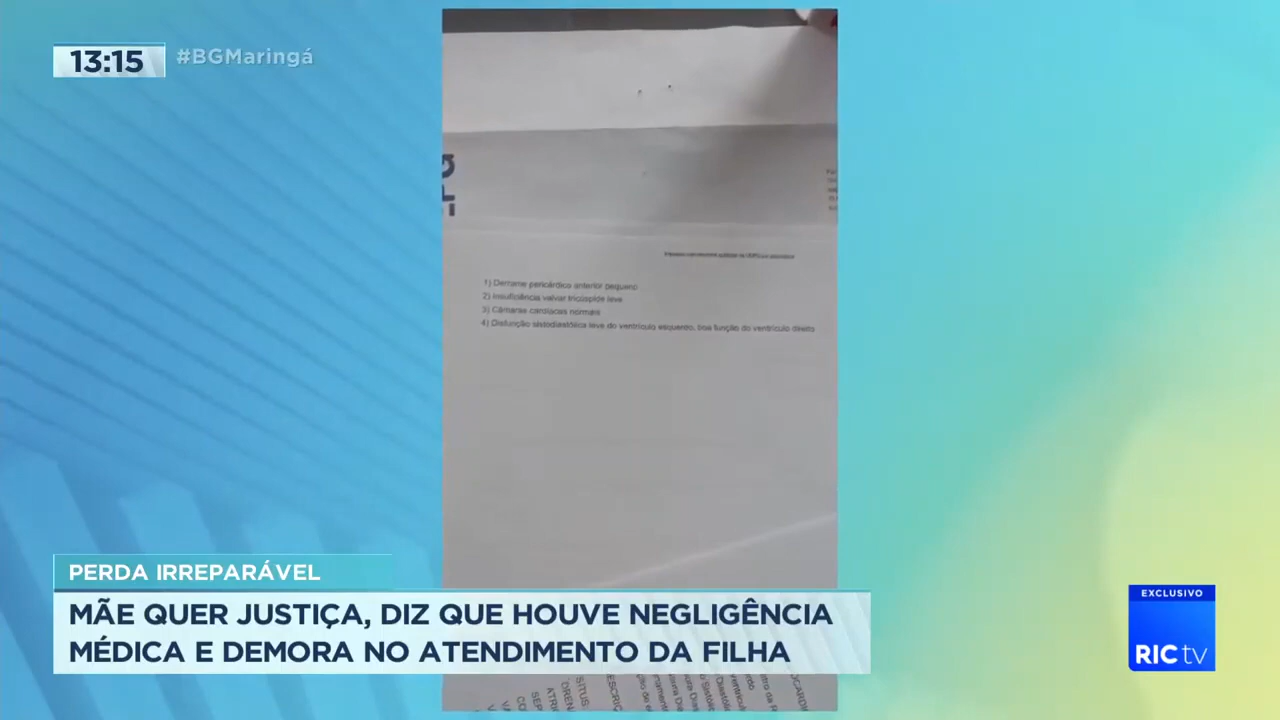 13:15
#BGMaringá
1) Derrame pericárdico anterior pequeno
2) Insuficiência valvar tricúspide leve
3) Câmaras cardíacas normais
4) Disfunção sistodiastólica leve do ventrículo esquerdo, boa função do ventrículo direito
PERDA IRREPARÁVEL
MÃE QUER JUSTIÇA, DIZ QUE HOUVE NEGLIGÊNCIA
MÉDICA E DEMORA NO ATENDIMENTO DA FILHA
EXCLUSIVO
RICtv
SITUS